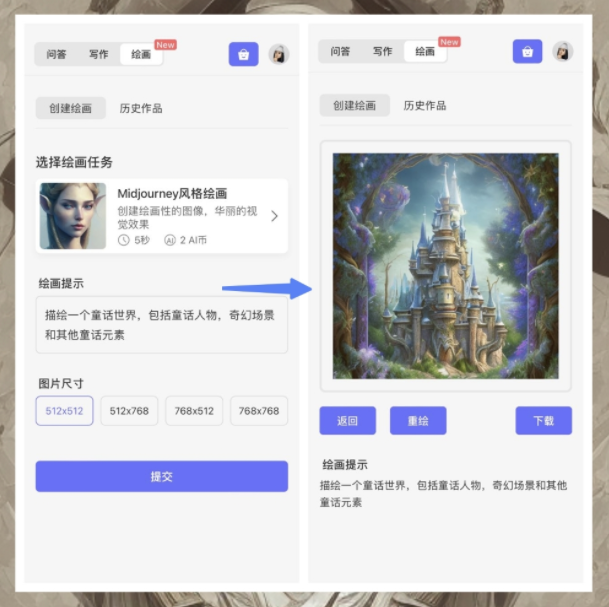 问答 写作 绘画 New
创建绘画 历史作品
选择绘画任务
Midjourney风格绘画
创建绘画性的图像，华丽的视
觉效果
5秒 AI 2 AI币
绘画提示
描绘一个童话世界，包括童话人物，奇幻场景
和其他童话元素
图片尺寸
512x512 512x768 768x512 768x768
提交
问答 写作 绘画 New
创建绘画 历史作品
返回 重绘 下载
绘画提示
描绘一个童话世界，包括童话人物，奇幻场景和其他
童话元素